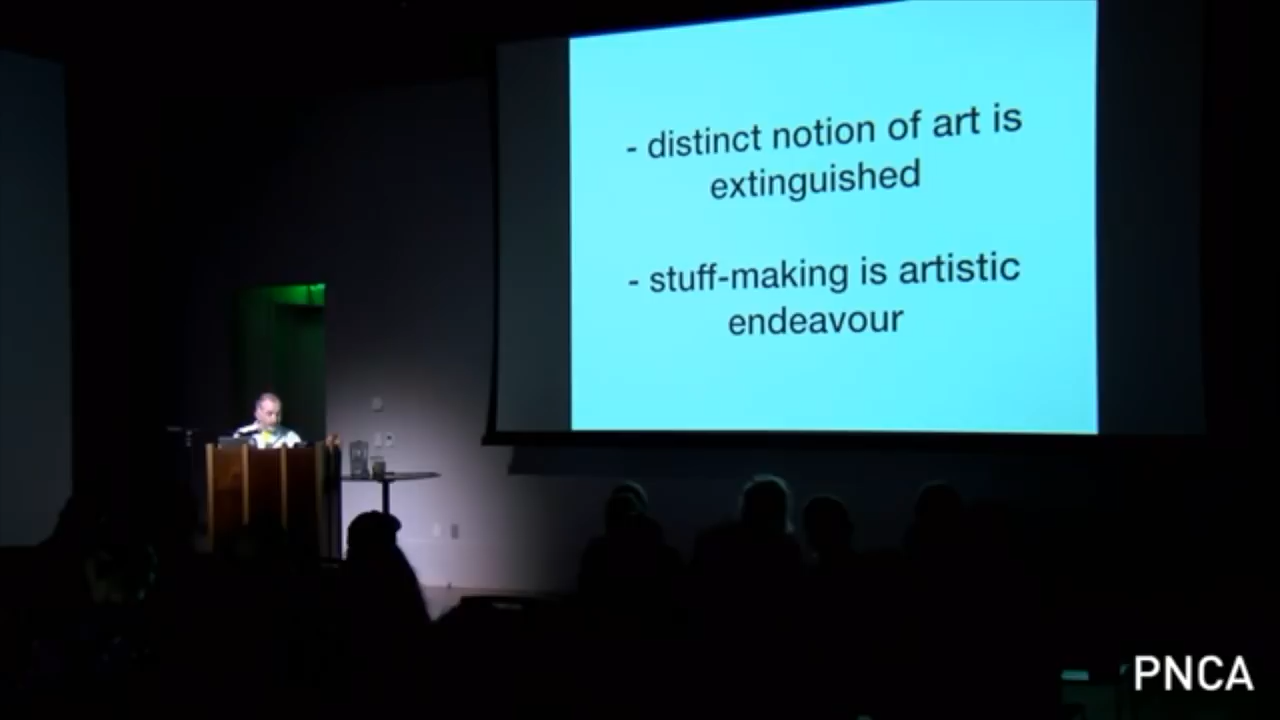 - distinct notion of art is
extinguished
- stuff-making is artistic
endeavour
PNCA